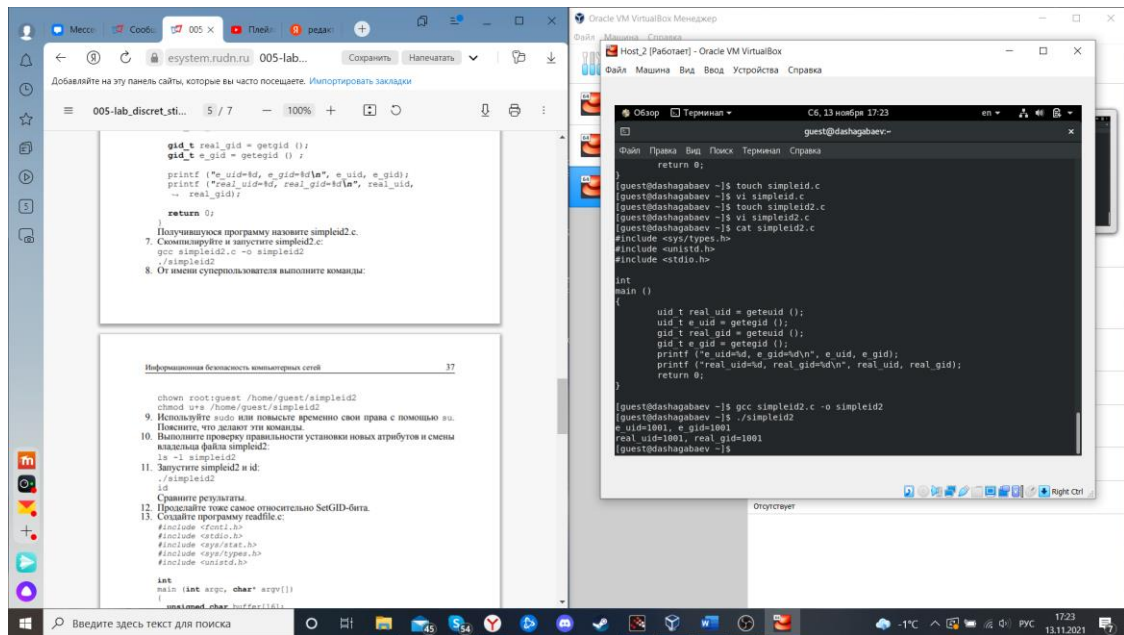 Мессе
Сообщ
005 ×
Плейл
редак
esystem.rudn.ru 005-lab...
Сохранить
Напечатать
Добавляйте на эту панель сайты, которые вы часто посещаете. Импортировать закладки
005-lab_discret_sti...
5 / 7
— 100% +
gid_t real_gid = getgid ();
gid_t e_gid = getegid () ;
printf ("e_uid=%d, e_gid=%d\n", e_uid, e_gid);
printf ("real_uid=%d, real_gid=%d\n", real_uid,
→ real_gid);
return 0;
}
Получившуюся программу назовите simpleid2.c.
7. Скомпилируйте и запустите simpleid2.c:
gcc simpleid2.c -o simpleid2
./simpleid2
8. От имени суперпользователя выполните команды:
Информационная безопасность компьютерных сетей 37
chown root:guest /home/guest/simpleid2
chmod u+s /home/guest/simpleid2
9. Используйте sudo или повысьте временно свои права с помощью su.
Поясните, что делают эти команды.
10. Выполните проверку правильности установки новых атрибутов и смены
владельца файла simpleid2:
ls -l simpleid2
11. Запустите simpleid2 и id:
./simpleid2
id
Сравните результаты.
12. Проделайте тоже самое относительно SetGID-бита.
13. Создайте программу readfile.c:
#include <fcntl.h>
#include <stdio.h>
#include <sys/stat.h>
#include <sys/types.h>
#include <unistd.h>
int
main (int argc, char* argv[])
{
unsigned char buffer[16];
Oracle VM VirtualBox Менеджер
Файл Машина Справка
Host_2 [Работает] - Oracle VM VirtualBox
Файл Машина Вид Ввод Устройства Справка
Обзор Терминал Сб, 13 ноября 17:23 en
guest@dashagabaev:~
Файл Правка Вид Поиск Терминал Справка
return 0;
}
[guest@dashagabaev ~]$ touch simpleid.c
[guest@dashagabaev ~]$ vi simpleid.c
[guest@dashagabaev ~]$ touch simpleid2.c
[guest@dashagabaev ~]$ vi simpleid2.c
[guest@dashagabaev ~]$ cat simpleid2.c
#include <sys/types.h>
#include <unistd.h>
#include <stdio.h>
int
main ()
{
uid_t real_uid = geteuid ();
uid_t e_uid = getegid ();
gid_t real_gid = geteuid ();
gid_t e_gid = getegid ();
printf ("e_uid=%d, e_gid=%d\n", e_uid, e_gid);
printf ("real_uid=%d, real_gid=%d\n", real_uid, real_gid);
return 0;
}
[guest@dashagabaev ~]$ gcc simpleid2.c -o simpleid2
[guest@dashagabaev ~]$ ./simpleid2
e_uid=1001, e_gid=1001
real_uid=1001, real_gid=1001
[guest@dashagabaev ~]$
Right Ctrl
Отсутствует
Введите здесь текст для поиска
45
54
-1°C
РУС
17:23
13.11.2021
7